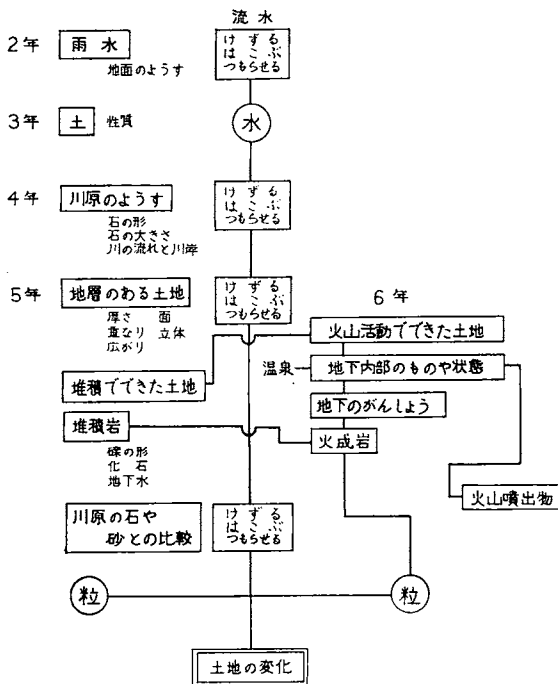 流水
2年 雨水
けずる
はこぶ
つもらせる
地面のようす
3年 土 性質
水
4年 川原のようす
けずる
はこぶ
つもらせる
石の形
石の大きさ
川の流れと川岸
5年 地層のある土地
けずる
はこぶ
つもらせる
厚さ 面
重なり 立体
広がり
6年
火山活動でできた土地
温泉 地下内部のものや状態
堆積でできた土地
地下のがんしょう
堆積岩
火成岩
礫の形
化石
地下水
火山噴出物
川原の石や
砂との比較
けずる
はこぶ
つもらせる
粒
粒
土地の変化